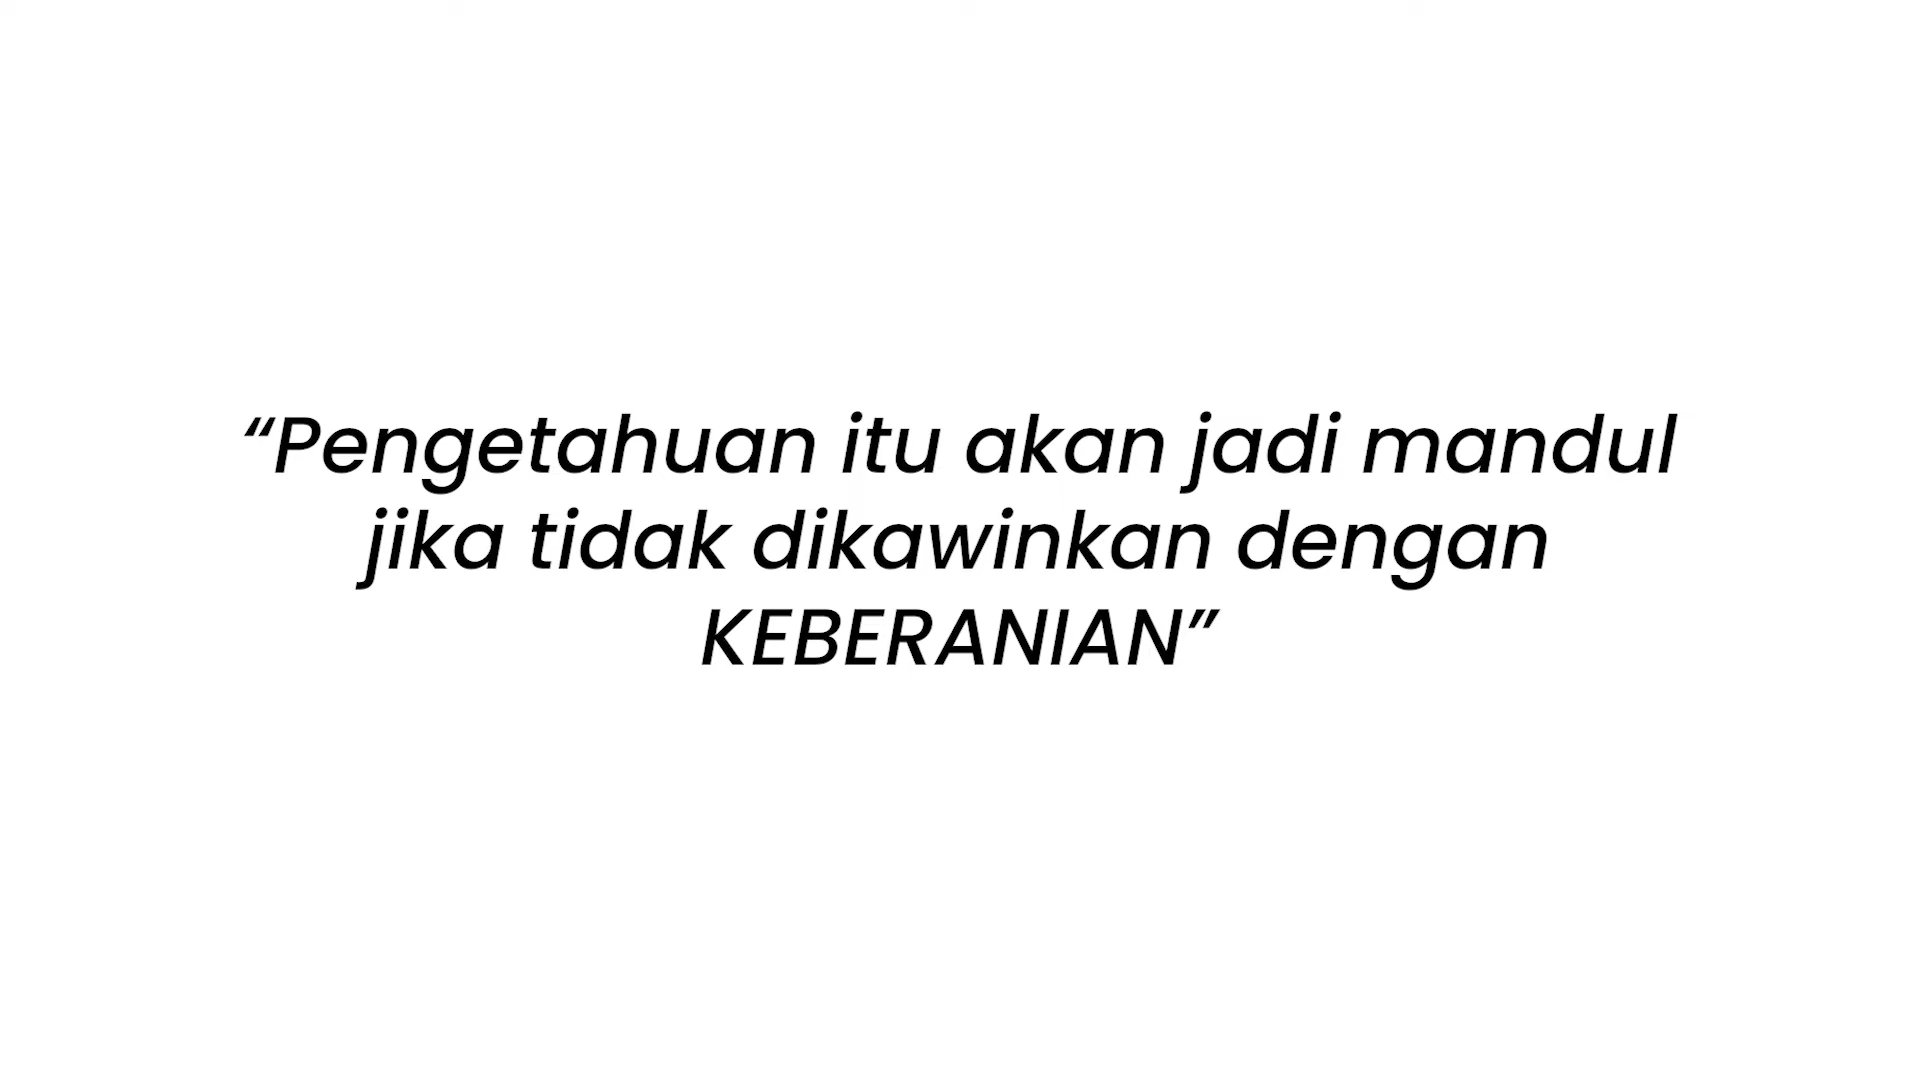 “Pengetahuan itu akan jadi mandul
jika tidak dikawinkan dengan
KEBERANIAN”